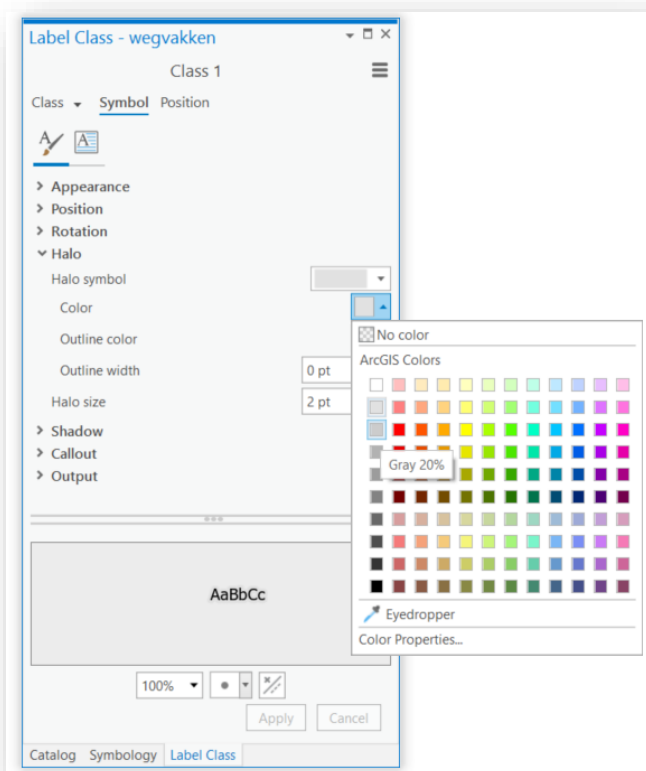 Label Class - wegvakken
Class 1
Class Symbol Position
Appearance
Position
Rotation
Halo
Halo symbol
Color
Outline color
Outline width 0 pt
Halo size 2 pt
Shadow
Callout
Output
No color
ArcGIS Colors
Gray 20%
Eyedropper
Color Properties...
AaBbCc
100%
Apply Cancel
Catalog Symbology Label Class